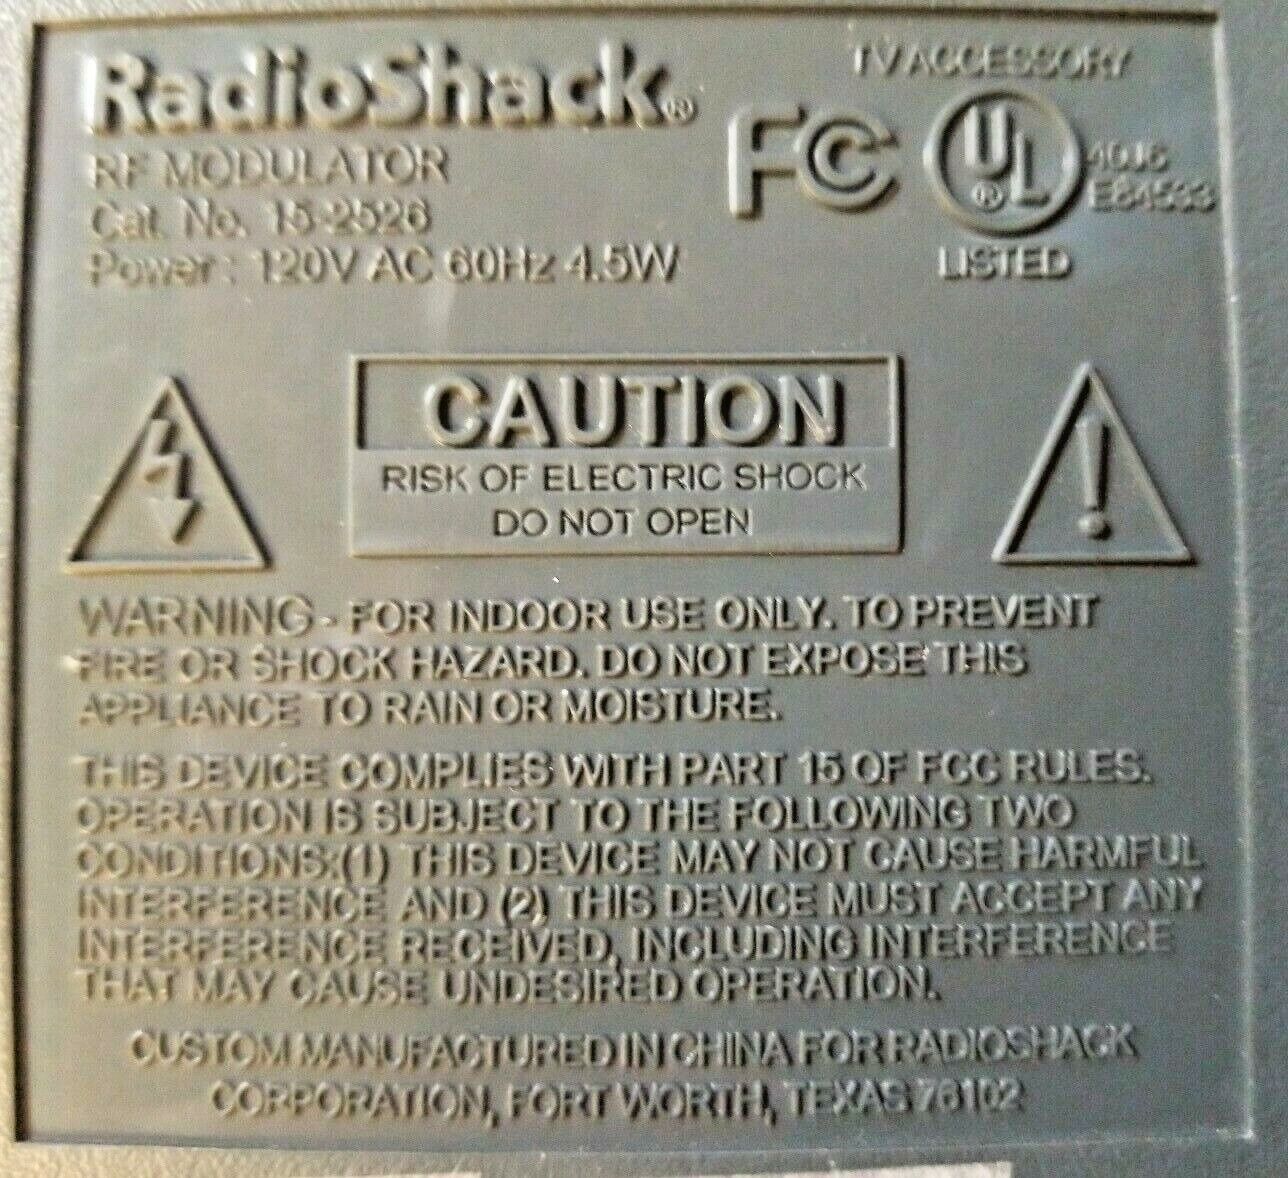 RadioShack®
RF MODULATOR
Cat. No. 15-2526
Power : 120V AC 60Hz 4.5W
TV ACCESSORY
FC
UL® 40J6
E84533
LISTED
CAUTION
RISK OF ELECTRIC SHOCK
DO NOT OPEN
WARNING - FOR INDOOR USE ONLY. TO PREVENT
FIRE OR SHOCK HAZARD. DO NOT EXPOSE THIS
APPLIANCE TO RAIN OR MOISTURE.
THIS DEVICE COMPLIES WITH PART 15 OF FCC RULES.
OPERATION IS SUBJECT TO THE FOLLOWING TWO
CONDITIONS:(1) THIS DEVICE MAY NOT CAUSE HARMFUL
INTERFERENCE AND (2) THIS DEVICE MUST ACCEPT ANY
INTERFERENCE RECEIVED, INCLUDING INTERFERENCE
THAT MAY CAUSE UNDESIRED OPERATION.
CUSTOM MANUFACTURED IN CHINA FOR RADIOSHACK
CORPORATION, FORT WORTH, TEXAS 76102